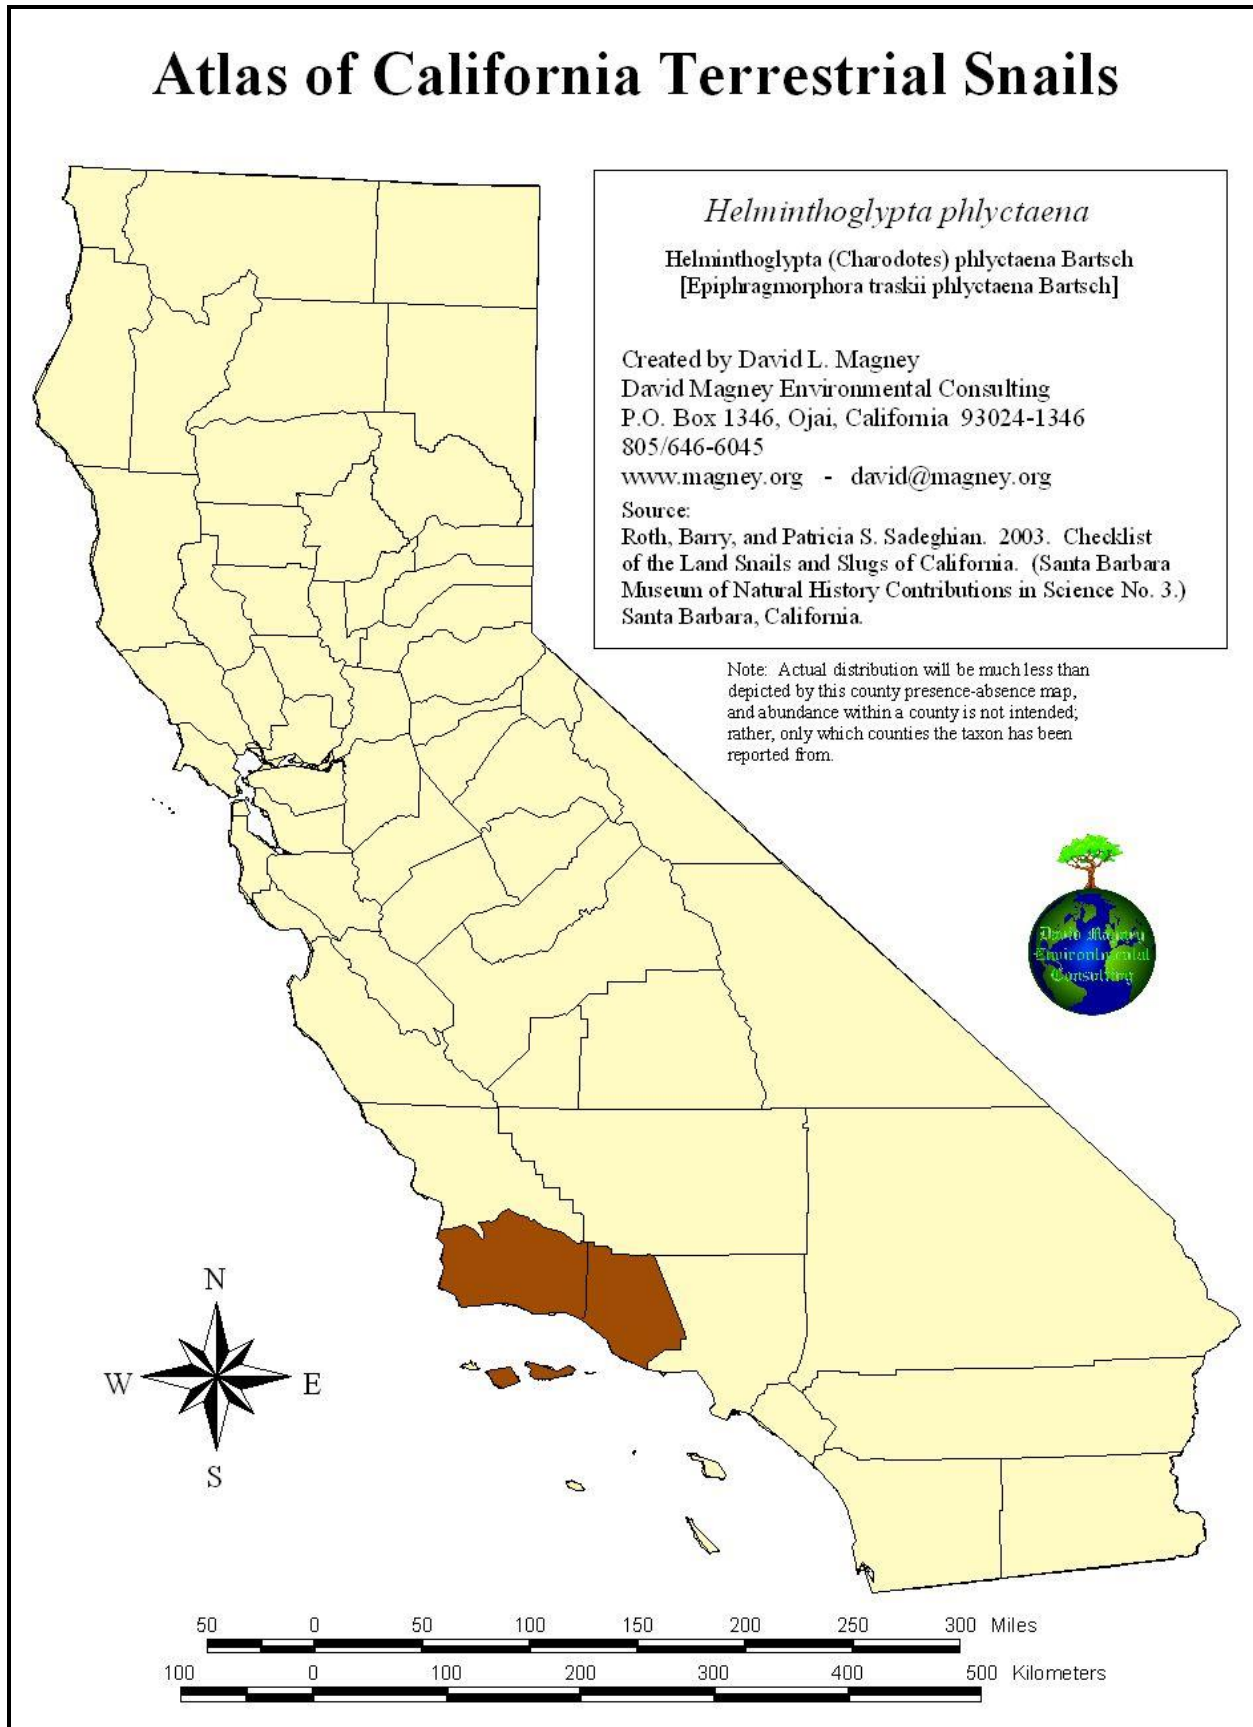 Atlas of California Terrestrial Snails
Helminthoglypta phlyctaena
Helminthoglypta (Charodotes) phlyctaena Bartsch
[Epiphragmorphora traskii phlyctaena Bartsch]
Created by David L. Magney
David Magney Environmental Consulting
P.O. Box 1346, Ojai, California 93024-1346
805/646-6045
www.magney.org - david@magney.org
Source:
Roth, Barry, and Patricia S. Sadeghian. 2003. Checklist
of the Land Snails and Slugs of California. (Santa Barbara
Museum of Natural History Contributions in Science No. 3.)
Santa Barbara, California.
Note: Actual distribution will be much less than
depicted by this county presence-absence map,
and abundance within a county is not intended;
rather, only which counties the taxon has been
reported from.
David Magney
Environmental
Consulting
N
W E
S
50 0 50 100 150 200 250 300 Miles
100 0 100 200 300 400 500 Kilometers